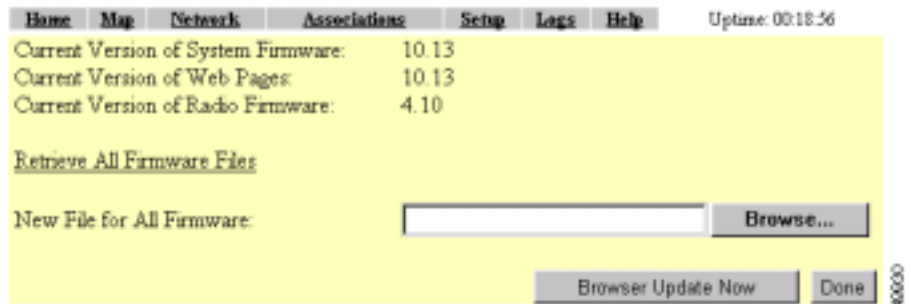 Home Map Network Associations Setup Logs Help Uptime: 00:18:56
Current Version of System Firmware: 10.13
Current Version of Web Pages: 10.13
Current Version of Radio Firmware: 4.10
Retrieve All Firmware Files
New File for All Firmware: Browse...
Browser Update Now Done